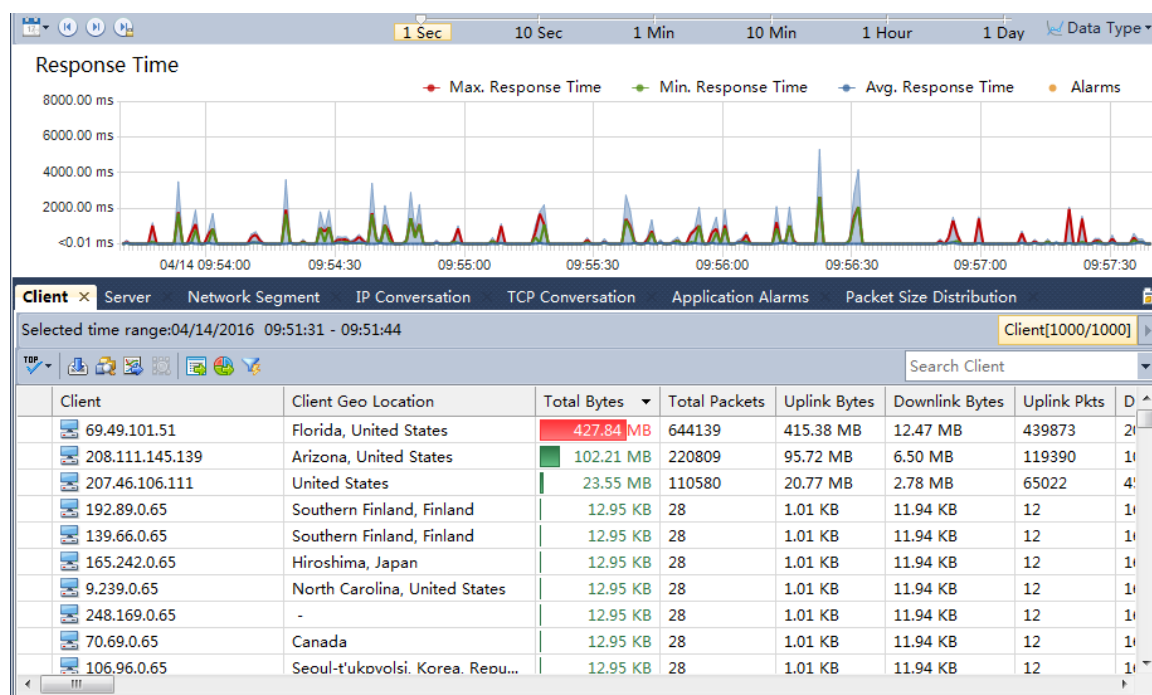 1 Sec 10 Sec 1 Min 10 Min 1 Hour 1 Day Data Type
Response Time
Max. Response Time Min. Response Time Avg. Response Time Alarms
8000.00 ms
6000.00 ms
4000.00 ms
2000.00 ms
<0.01 ms
04/14 09:54:00 09:54:30 09:55:00 09:55:30 09:56:00 09:56:30 09:57:00 09:57:30
Client Server Network Segment IP Conversation TCP Conversation Application Alarms Packet Size Distribution
Selected time range:04/14/2016 09:51:31 - 09:51:44 Client[1000/1000]
TOP Search Client
Client Client Geo Location Total Bytes Total Packets Uplink Bytes Downlink Bytes Uplink Pkts D
69.49.101.51 Florida, United States 427.84 MB 644139 415.38 MB 12.47 MB 439873
208.111.145.139 Arizona, United States 102.21 MB 220809 95.72 MB 6.50 MB 119390
207.46.106.111 United States 23.55 MB 110580 20.77 MB 2.78 MB 65022
192.89.0.65 Southern Finland, Finland 12.95 KB 28 1.01 KB 11.94 KB 12
139.66.0.65 Southern Finland, Finland 12.95 KB 28 1.01 KB 11.94 KB 12
165.242.0.65 Hiroshima, Japan 12.95 KB 28 1.01 KB 11.94 KB 12
9.239.0.65 North Carolina, United States 12.95 KB 28 1.01 KB 11.94 KB 12
248.169.0.65 - 12.95 KB 28 1.01 KB 11.94 KB 12
70.69.0.65 Canada 12.95 KB 28 1.01 KB 11.94 KB 12
106.96.0.65 Seoul-t'ukpyolsi, Korea, Repu... 12.95 KB 28 1.01 KB 11.94 KB 12